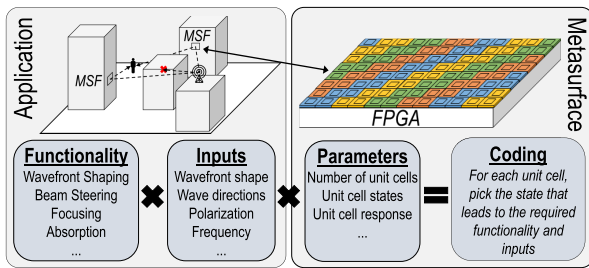 Application
MSF
MSF
Functionality
Wavefront Shaping
Beam Steering
Focusing
Absorption
...
Inputs
Wavefront shape
Wave directions
Polarization
Frequency
...
Metasurface
FPGA
Parameters
Number of unit cells
Unit cell states
Unit cell response
...
Coding
For each unit cell,
pick the state that
leads to the required
functionality and
inputs